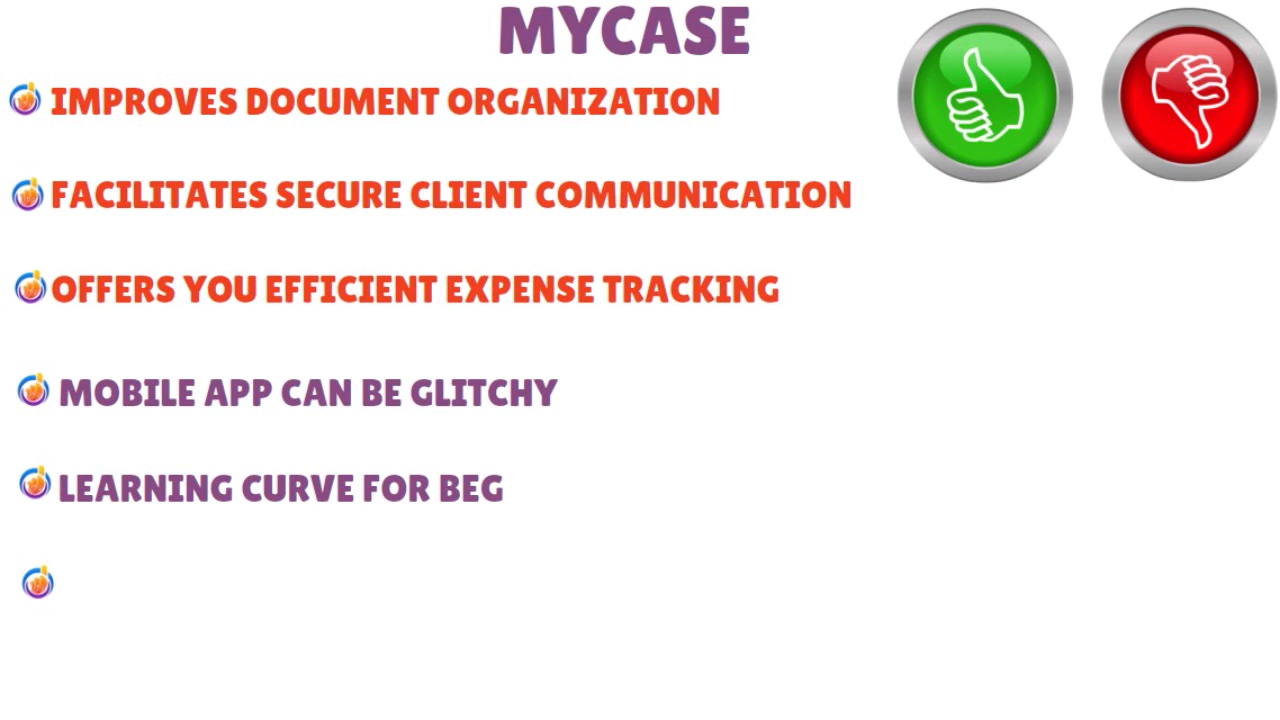 MYCASE
IMPROVES DOCUMENT ORGANIZATION
FACILITATES SECURE CLIENT COMMUNICATION
OFFERS YOU EFFICIENT EXPENSE TRACKING
MOBILE APP CAN BE GLITCHY
LEARNING CURVE FOR BEG